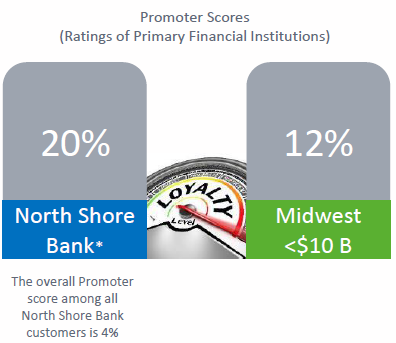 Promoter Scores
(Ratings of Primary Financial Institutions)
20%
12%
LOYALTY
Level
North Shore
Bank*
Midwest
<$10 B
The overall Promoter
score among all
North Shore Bank
customers is 4%